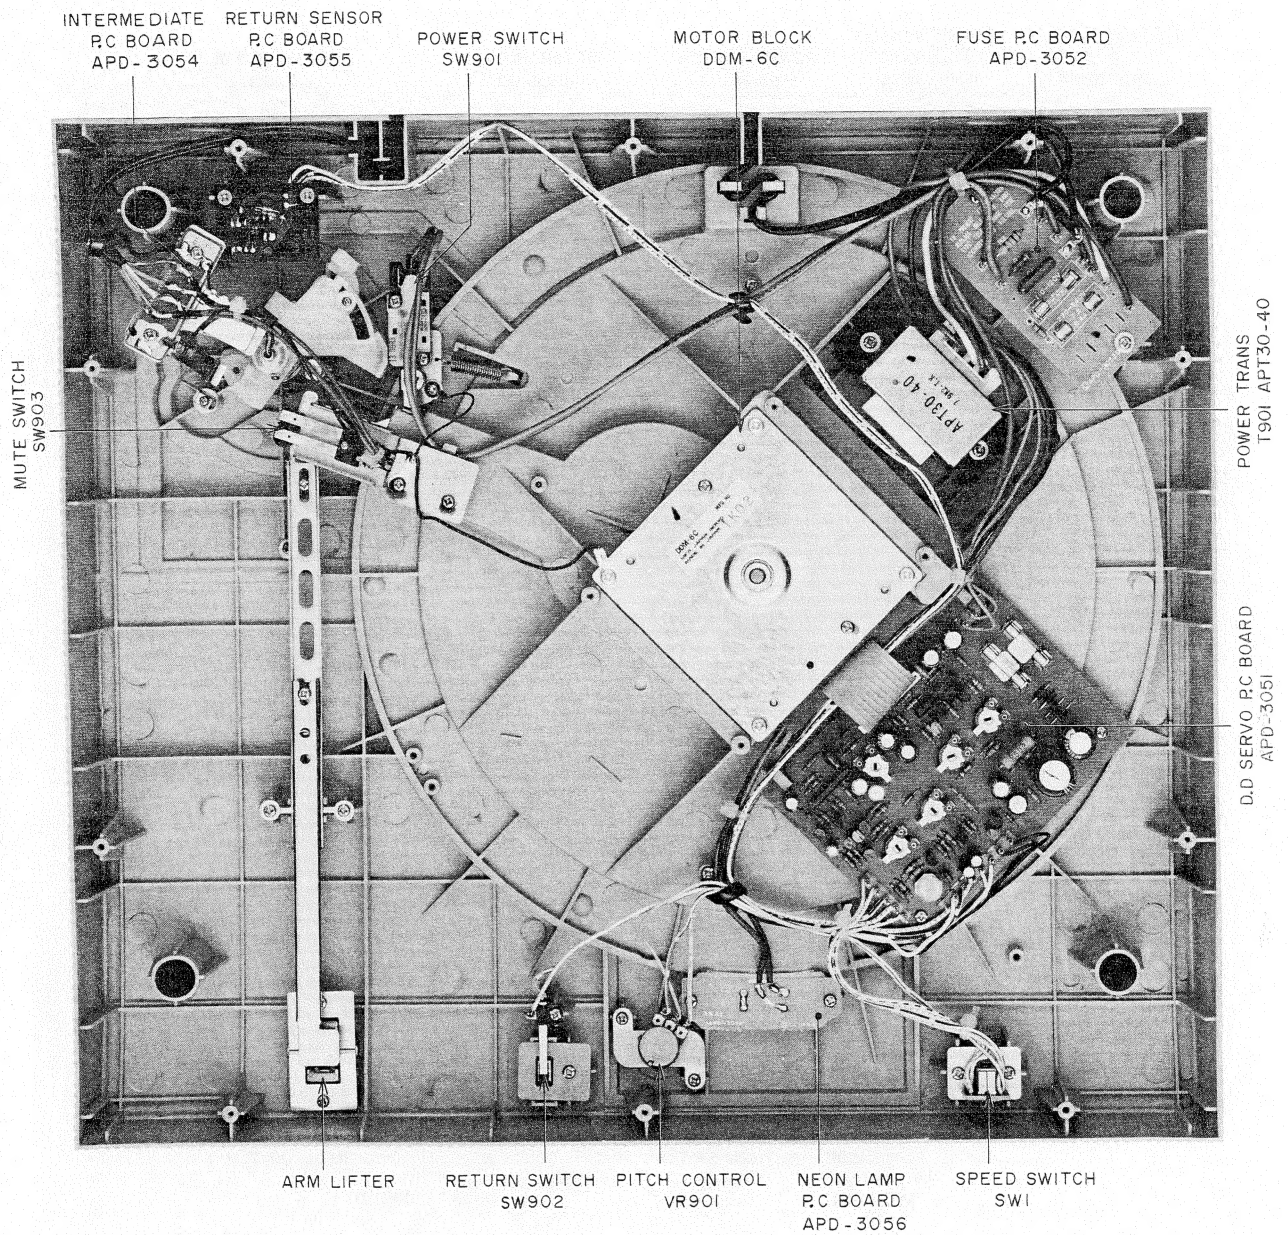 INTERMEDIATE
P.C BOARD
APD-3054
RETURN SENSOR
P.C BOARD
APD-3055
POWER SWITCH
SW901
MOTOR BLOCK
DDM-6C
FUSE P.C BOARD
APD-3052
MUTE SWITCH
SW903
POWER TRANS
T901 APT30-40
APT30-40
DDM-6C
D.D SERVO P.C BOARD
APD-3051
ARM LIFTER
RETURN SWITCH
SW902
PITCH CONTROL
VR901
NEON LAMP
P.C BOARD
APD-3056
SPEED SWITCH
SW1